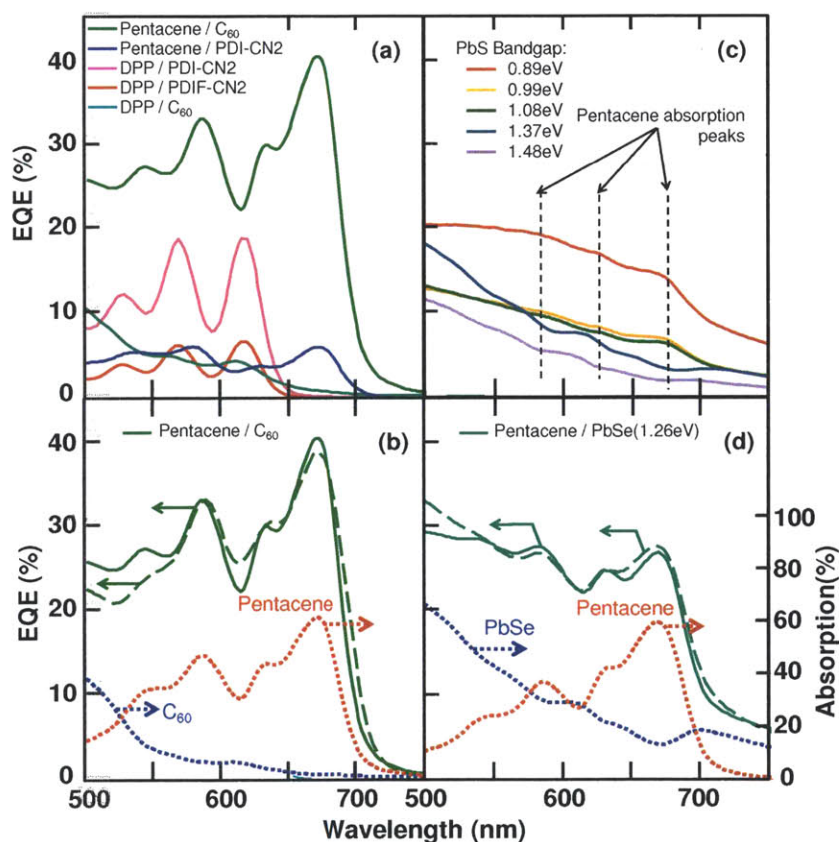 Pentacene / C60
Pentacene / PDI-CN2
DPP / PDI-CN2
DPP / PDIF-CN2
DPP / C60
(a)
EQE (%)
40
30
20
10
0
PbS Bandgap:
0.89eV
0.99eV
1.08eV
1.37eV
1.48eV
(c)
Pentacene absorption
peaks
Pentacene / C60
(b)
EQE (%)
40
30
20
10
0
Pentacene
C60
500
600
700
Pentacene / PbSe(1.26eV)
(d)
PbSe
Pentacene
100
80
60
40
20
0
Absorption(%)
500
600
700
Wavelength (nm)